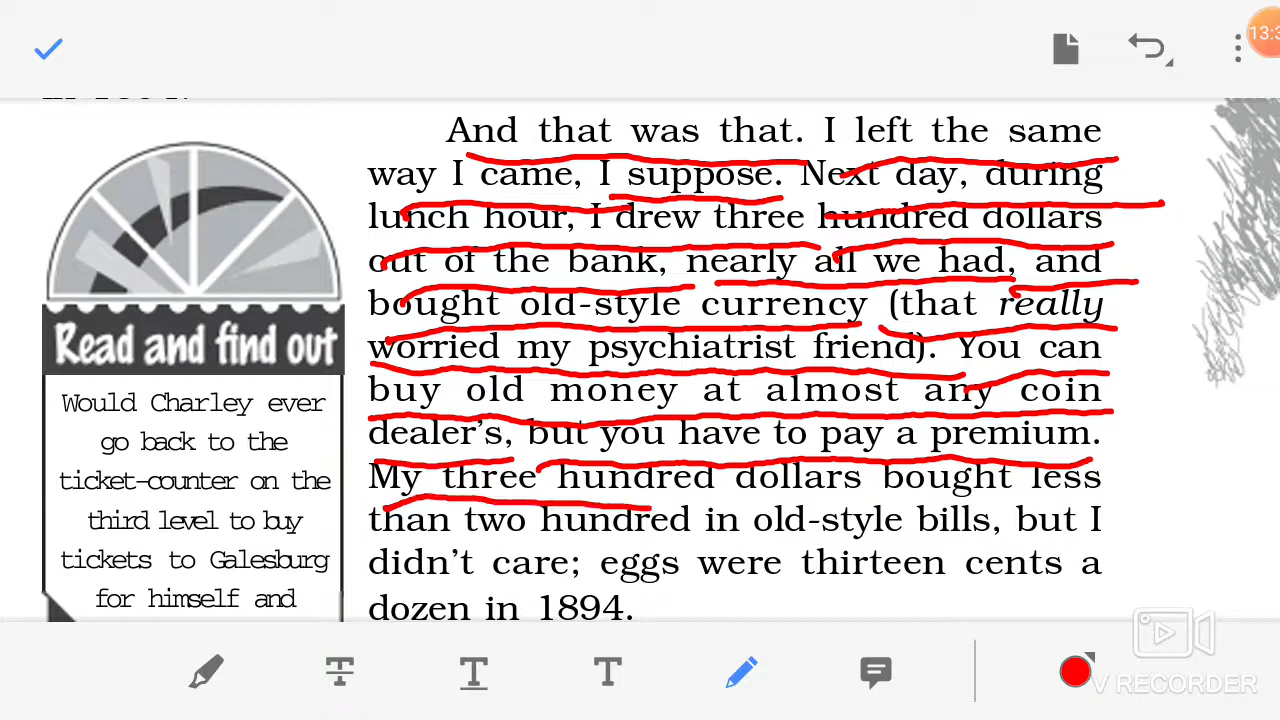 13:3
And that was that. I left the same
way I came, I suppose. Next day, during
lunch hour, I drew three hundred dollars
out of the bank, nearly all we had, and
bought old-style currency (that really
worried my psychiatrist friend). You can
buy old money at almost any coin
dealer's, but you have to pay a premium.
My three hundred dollars bought less
than two hundred in old-style bills, but I
didn't care; eggs were thirteen cents a
dozen in 1894.
Read and find out
Would Charley ever
go back to the
ticket-counter on the
third level to buy
tickets to Galesburg
for himself and
T T T
V RECORDER